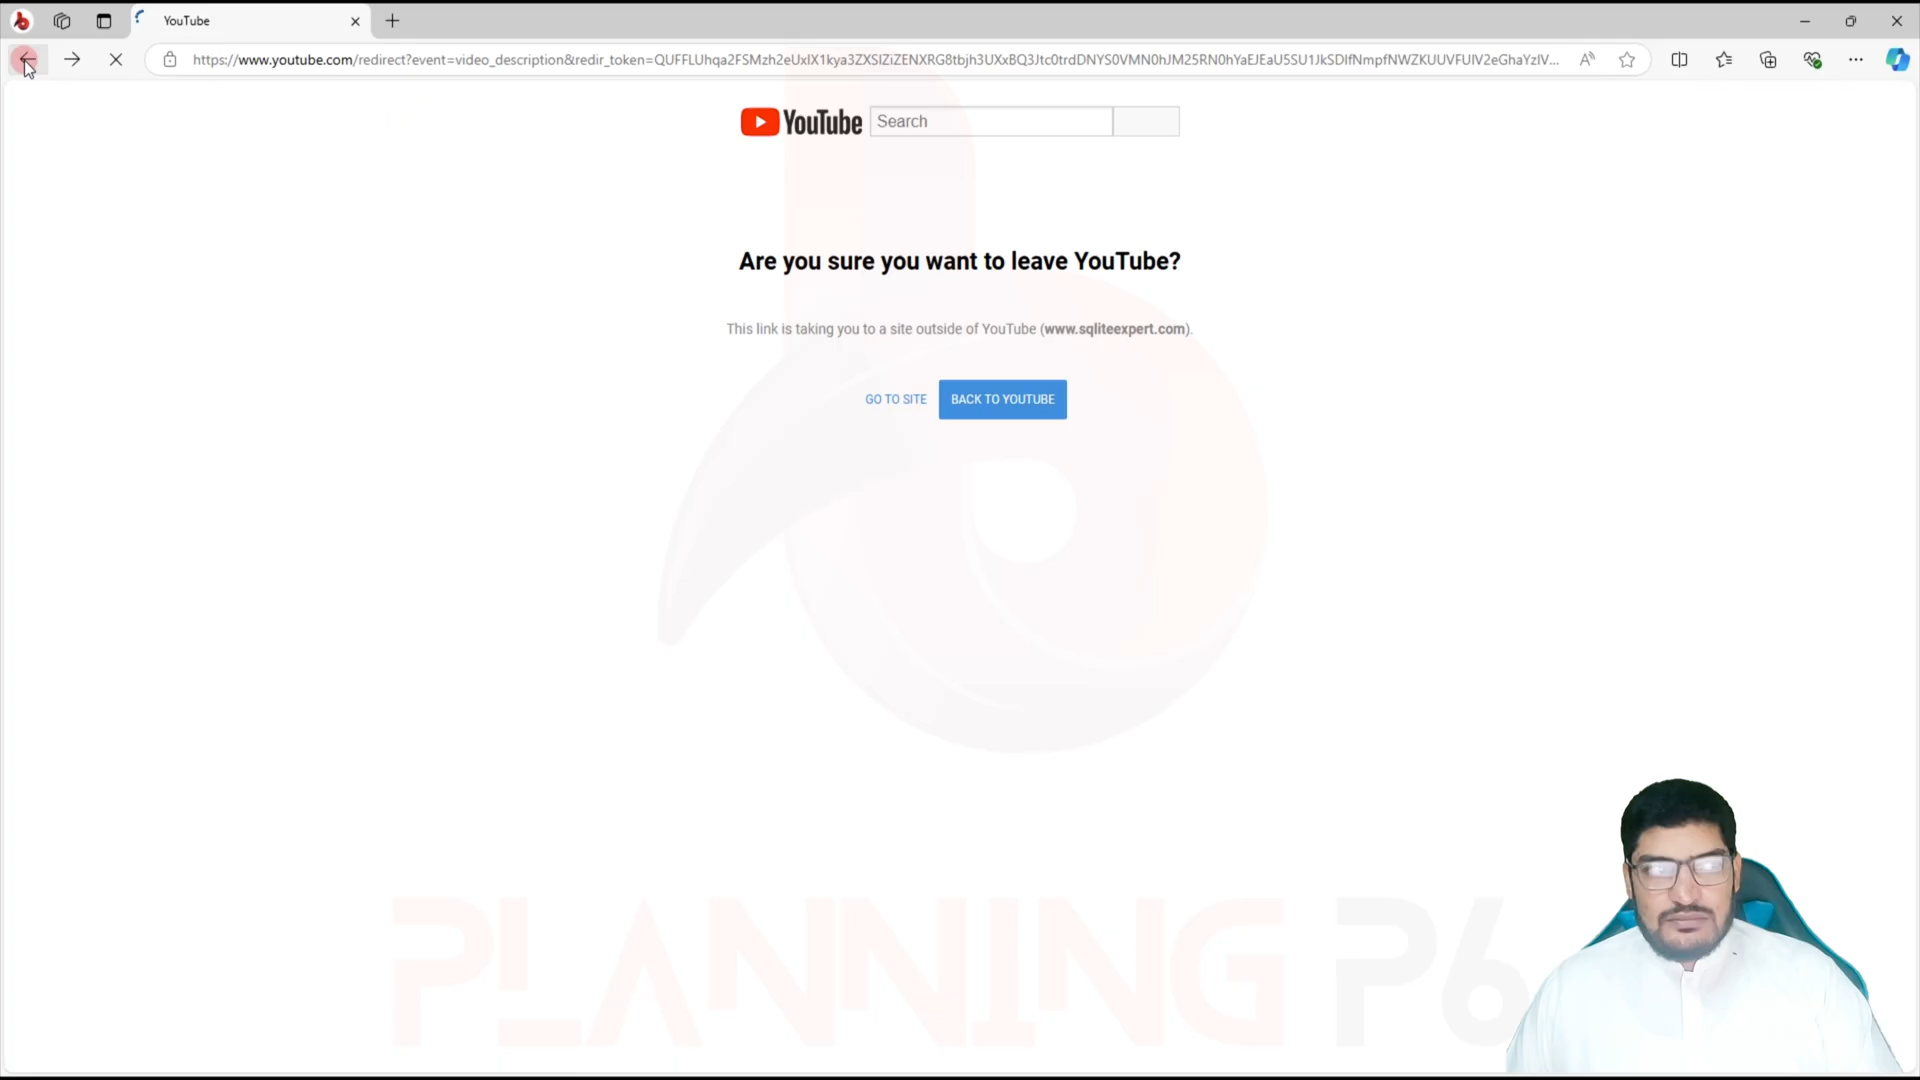 YouTube
https://www.youtube.com/redirect?event=video_description&redir_token=
YouTube Search
Are you sure you want to leave YouTube?
This link is taking you to a site outside of YouTube (www.sqliteexpert.com).
GO TO SITE BACK TO YOUTUBE
PLANNING P6